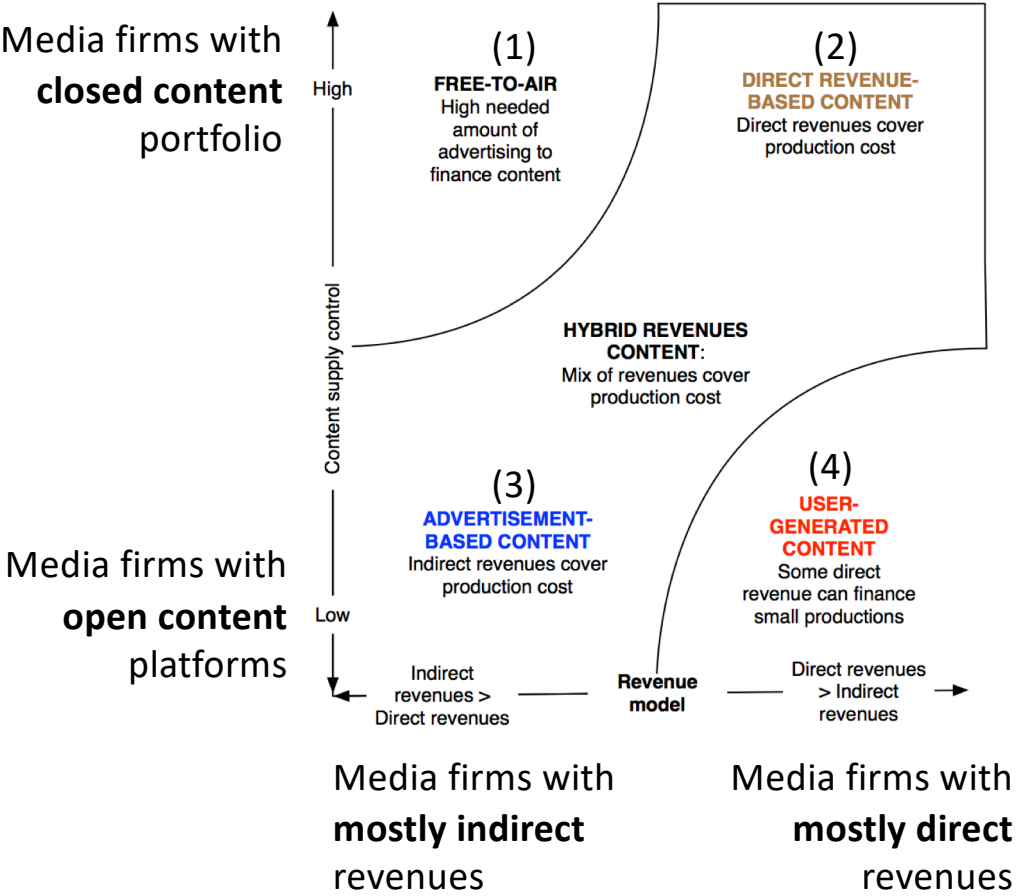 Media firms with
closed content
portfolio
High
(1)
FREE-TO-AIR
High needed
amount of
advertising to
finance content
(2)
DIRECT REVENUE-
BASED CONTENT
Direct revenues cover
production cost
Content supply control
HYBRID REVENUES
CONTENT:
Mix of revenues cover
production cost
(3)
ADVERTISEMENT-
BASED CONTENT
Indirect revenues cover
production cost
(4)
USER-
GENERATED
CONTENT
Some direct
revenue can finance
small productions
Media firms with
open content
platforms
Low
Indirect
revenues >
Direct revenues
Revenue
model
Direct revenues
> Indirect
revenues
Media firms with
mostly indirect
revenues
Media firms with
mostly direct
revenues